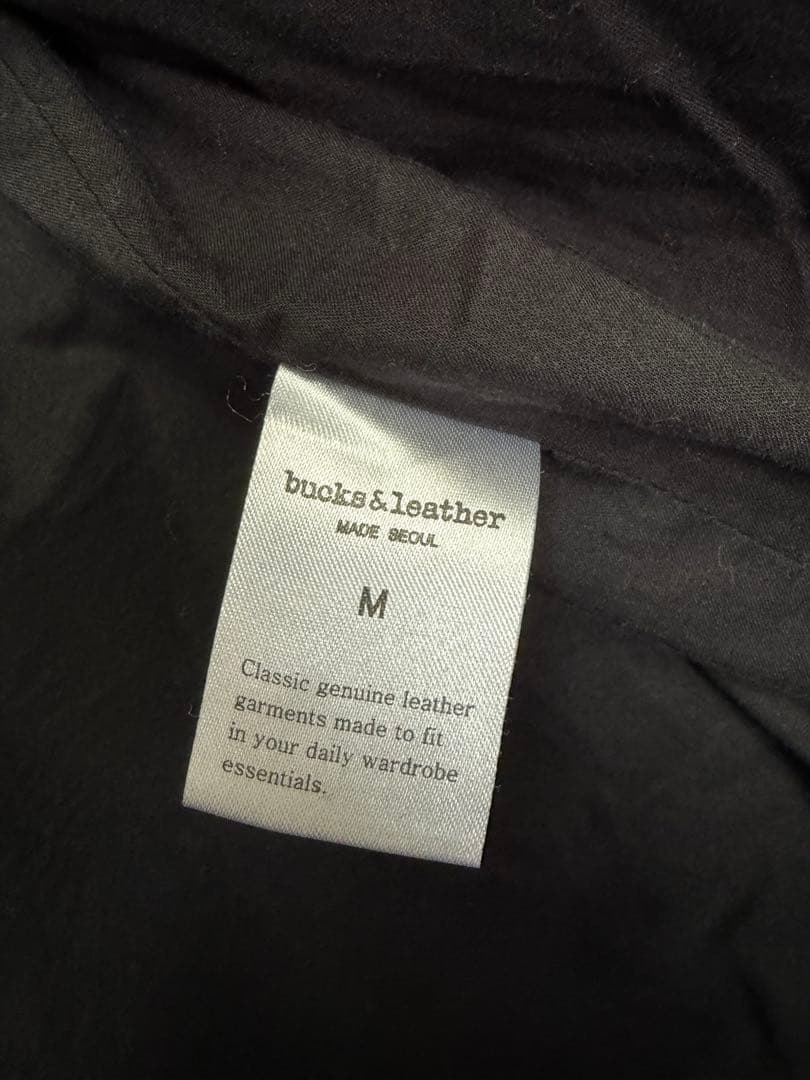 bucks&leather
MADE SEOUL
M
Classic genuine leather
garments made to fit
in your daily wardrobe
essentials.